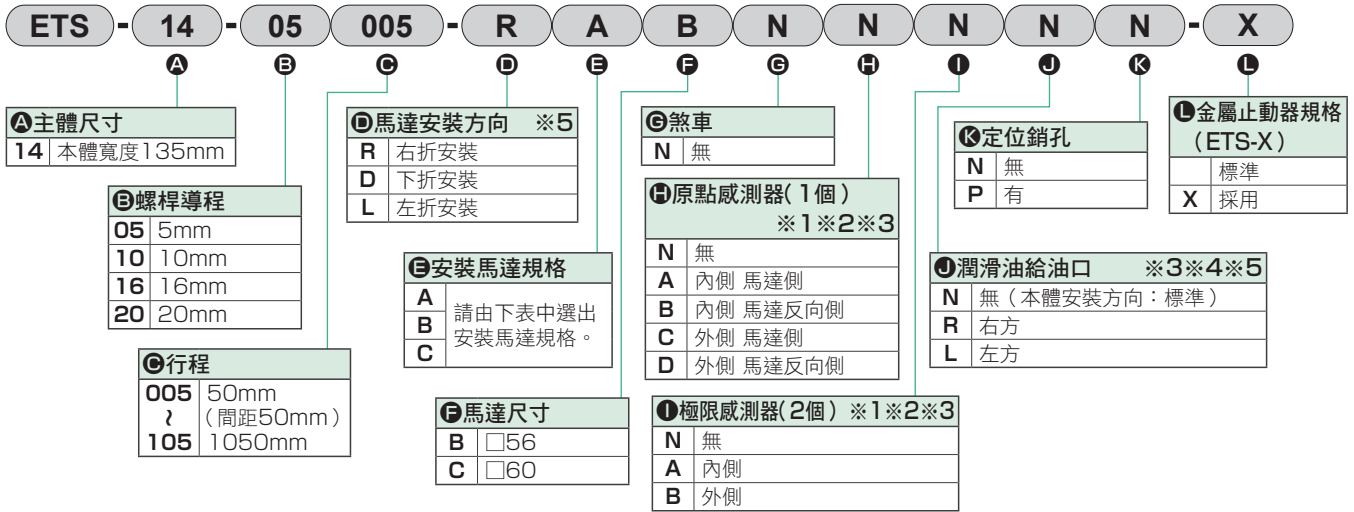 ETS - 14 - 05 005 - R A B N N N N N - X
A B C D E F G H I J K L
A主體尺寸
14 本體寬度135mm
B螺桿導程
05 5mm
10 10mm
16 16mm
20 20mm
C行程
005 50mm
≀ （間距50mm）
105 1050mm
D馬達安裝方向 ※5
R 右折安裝
D 下折安裝
L 左折安裝
E安裝馬達規格
A
B
C
請由下表中選出
安裝馬達規格。
F馬達尺寸
B □56
C □60
G煞車
N 無
H原點感測器（1個）
※1※2※3
N 無
A 內側 馬達側
B 內側 馬達反向側
C 外側 馬達側
D 外側 馬達反向側
I極限感測器（2個）※1※2※3
N 無
A 內側
B 外側
J潤滑油給油口 ※3※4※5
N 無（本體安裝方向：標準）
R 右方
L 左方
K定位銷孔
N 無
P 有
L金屬止動器規格
（ETS-X）
標準
X 採用